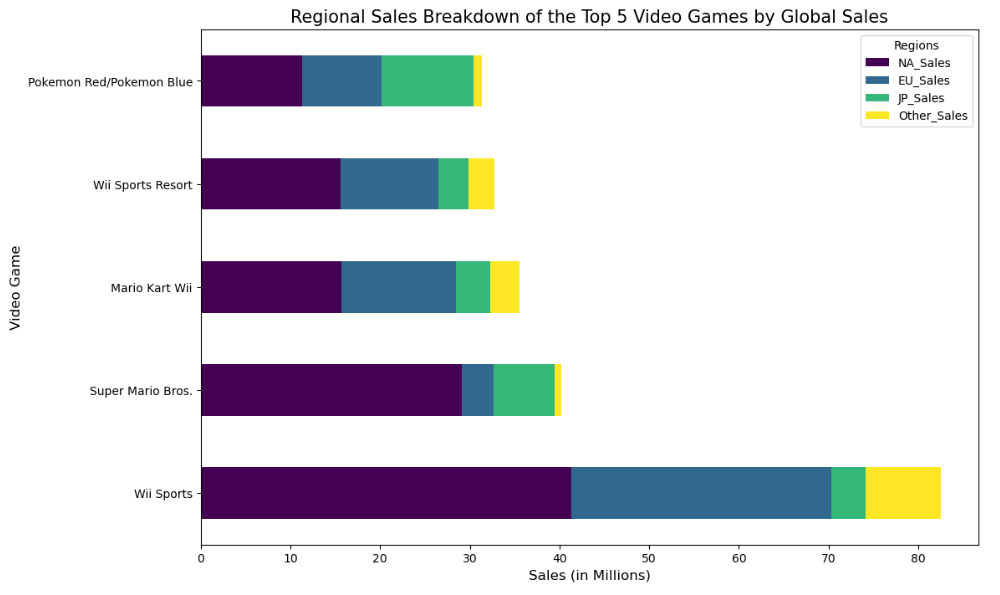 Regional Sales Breakdown of the Top 5 Video Games by Global Sales
Regions
NA_Sales
EU_Sales
JP_Sales
Other_Sales
Video Game
Pokemon Red/Pokemon Blue
Wii Sports Resort
Mario Kart Wii
Super Mario Bros.
Wii Sports
0 10 20 30 40 50 60 70 80
Sales (in Millions)